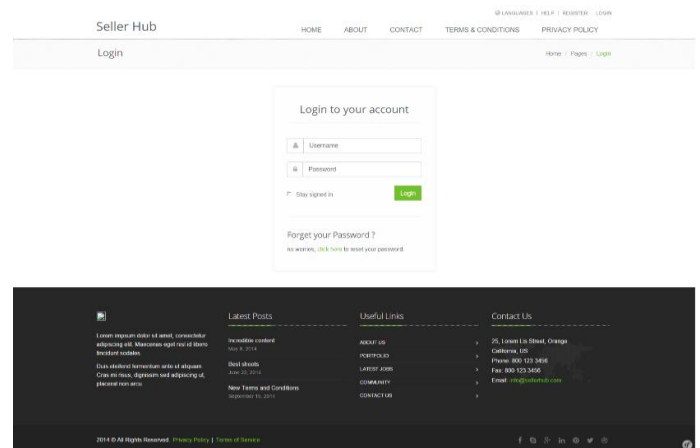 LANGUAGES | HELP | REGISTER LOGIN
Seller Hub
HOME ABOUT CONTACT TERMS & CONDITIONS PRIVACY POLICY
Login
Home / Pages / Login
Login to your account
Username
Password
Stay signed in
Login
Forget your Password ?
no worries, click here to reset your password.
Latest Posts
Incredible content
May 8, 2014
Best shoots
June 23, 2014
New Terms and Conditions
September 15, 2014
Useful Links
ABOUT US
PORTFOLIO
LATEST JOBS
COMMUNITY
CONTACT US
Contact Us
25, Lorem Lis Street, Orange
California, US
Phone: 800 123 3456
Fax: 800 123 3456
Email: info@sellerhub.com
Lorem impsum dolor sit amet, consectetur
adipiscing elit. Maecenas eget nisl id libero
tincidunt sodales.
Duis eleifend fermentum ante ut aliquam.
Cras mi risus, dignissim sed adipiscing ut,
placerat non arcu.
2014 © All Rights Reserved. Privacy Policy | Terms of Service